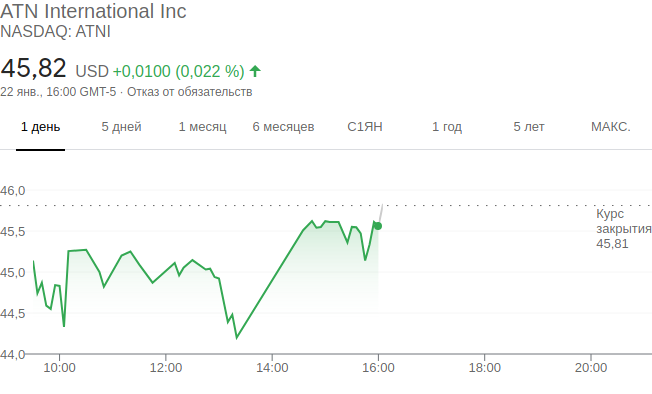 ATN International Inc
NASDAQ: ATNI
45,82 USD +0,0100 (0,022 %)
22 янв., 16:00 GMT-5 · Отказ от обязательств
1 день 5 дней 1 месяц 6 месяцев С1ЯН 1 год 5 лет МАКС.
46,0
Курс
закрытия
45,81
45,5
45,0
44,5
44,0
10:00 12:00 14:00 16:00 18:00 20:00